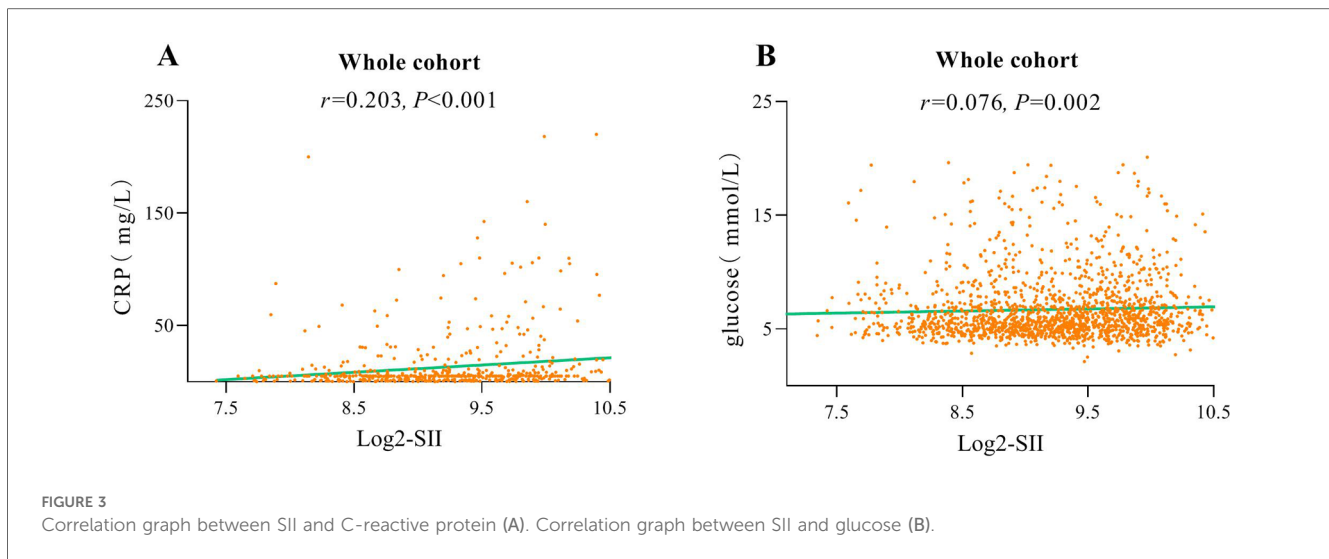 A
Whole cohort
r=0.203, P<0.001
250
150
50
CRP ( mg/L)
7.5 8.5 9.5 10.5
Log2-SII
B
Whole cohort
r=0.076, P=0.002
25
15
5
glucose ( mmol/L)
7.5 8.5 9.5 10.5
Log2-SII
FIGURE 3
Correlation graph between SII and C-reactive protein (A). Correlation graph between SII and glucose (B).